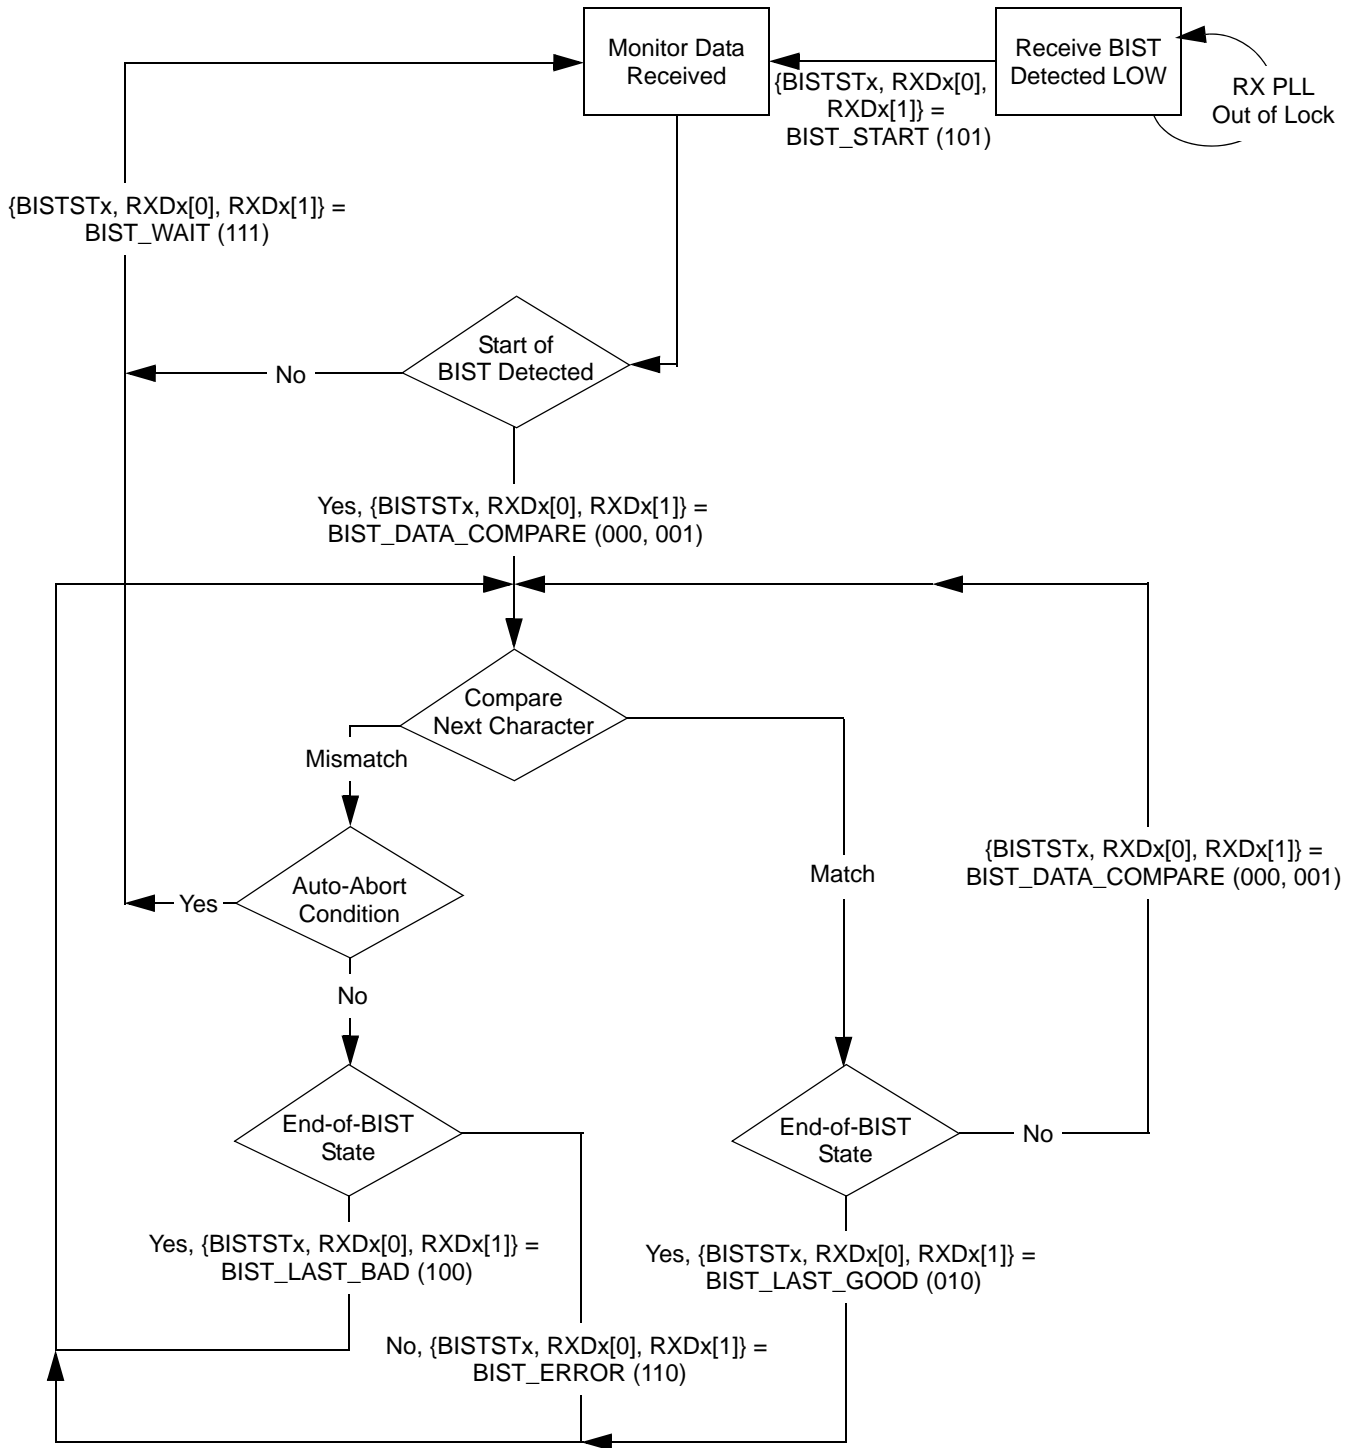 Monitor Data
Received
Receive BIST
Detected LOW
RX PLL
Out of Lock
{BISTSTx, RXDx[0],
RXDx[1]} =
BIST_START (101)
{BISTSTx, RXDx[0], RXDx[1]} =
BIST_WAIT (111)
Start of
BIST Detected
No
Yes, {BISTSTx, RXDx[0], RXDx[1]} =
BIST_DATA_COMPARE (000, 001)
Compare
Next Character
Mismatch
Match
{BISTSTx, RXDx[0], RXDx[1]} =
BIST_DATA_COMPARE (000, 001)
Auto-Abort
Condition
Yes
No
End-of-BIST
State
End-of-BIST
State
No
Yes, {BISTSTx, RXDx[0], RXDx[1]} =
BIST_LAST_BAD (100)
Yes, {BISTSTx, RXDx[0], RXDx[1]} =
BIST_LAST_GOOD (010)
No, {BISTSTx, RXDx[0], RXDx[1]} =
BIST_ERROR (110)